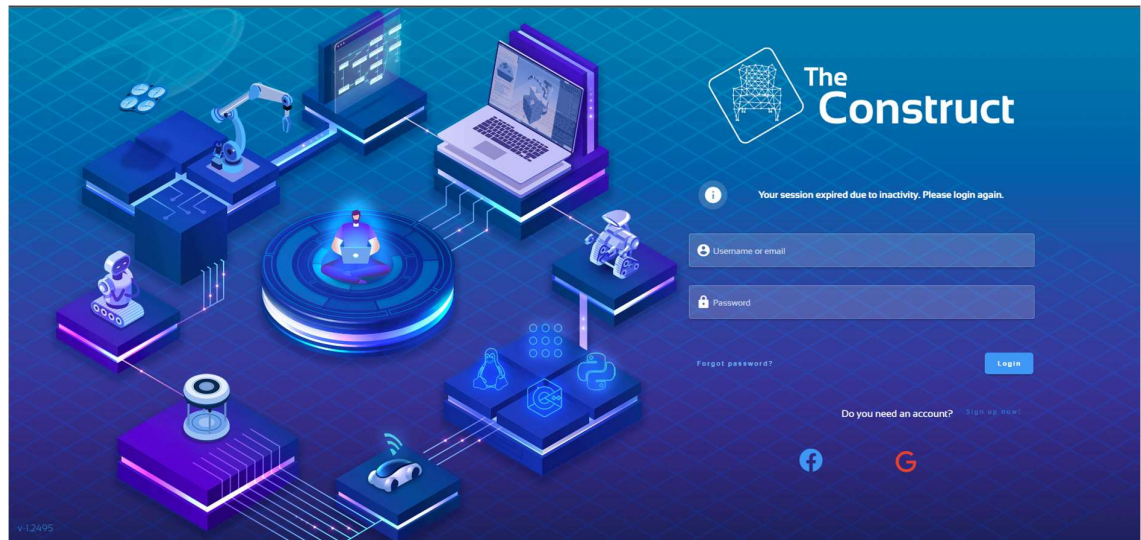 The
Construct
Your session expired due to inactivity. Please login again.
Username or email
Password
Forgot password?
Login
Do you need an account? Sign up now!
v-1.2495